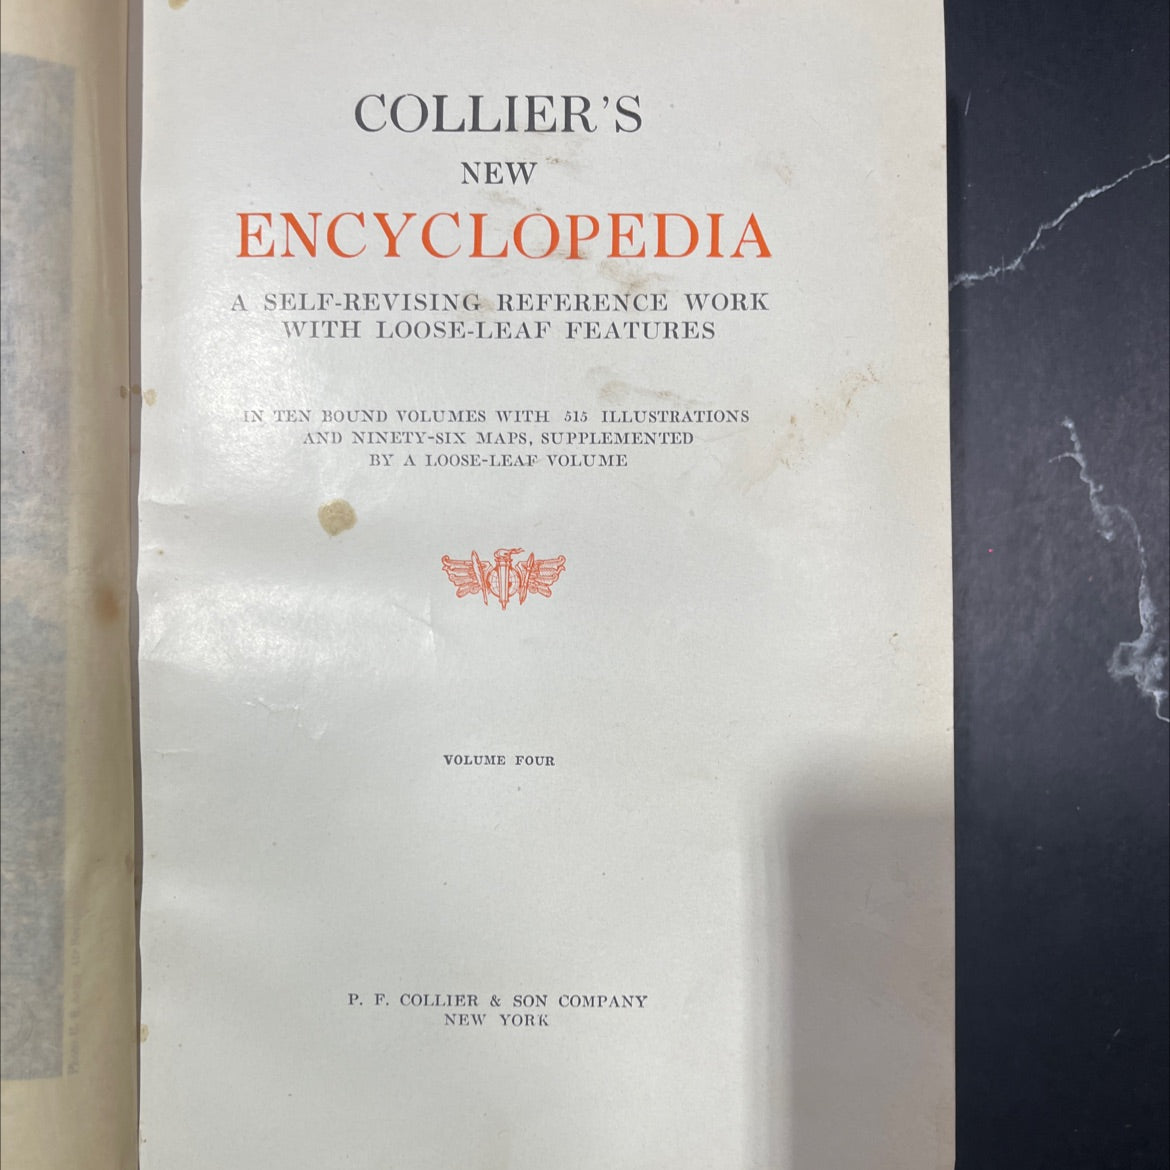 COLLIER'S
NEW
ENCYCLOPEDIA
A SELF-REVISING REFERENCE WORK
WITH LOOSE-LEAF FEATURES
IN TEN BOUND VOLUMES WITH 515 ILLUSTRATIONS
AND NINETY-SIX MAPS, SUPPLEMENTED
BY A LOOSE-LEAF VOLUME
VOLUME FOUR
P. F. COLLIER & SON COMPANY
NEW YORK